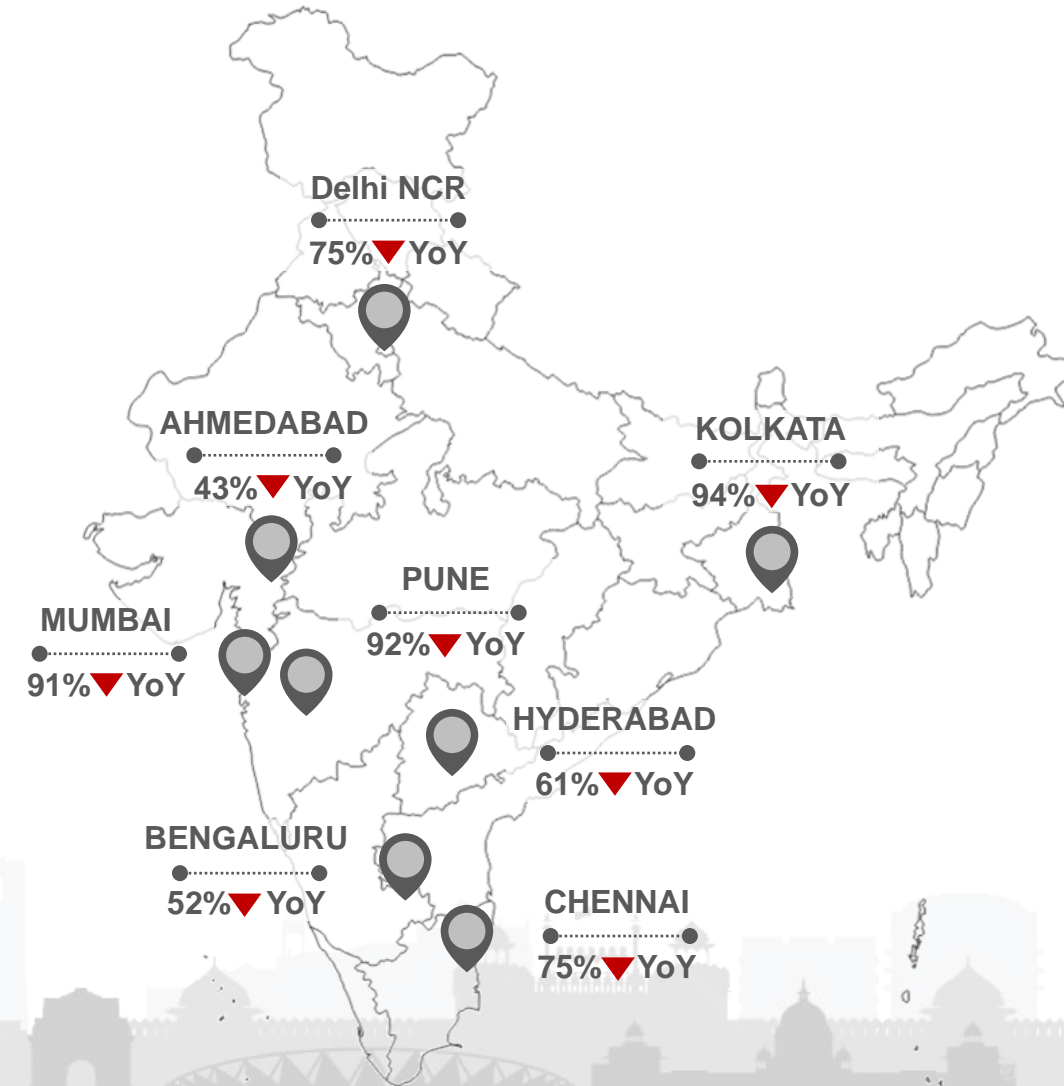 Delhi NCR
75% YoY
AHMEDABAD
43% YoY
KOLKATA
94% YoY
PUNE
92% YoY
MUMBAI
91% YoY
HYDERABAD
61% YoY
BENGALURU
52% YoY
CHENNAI
75% YoY